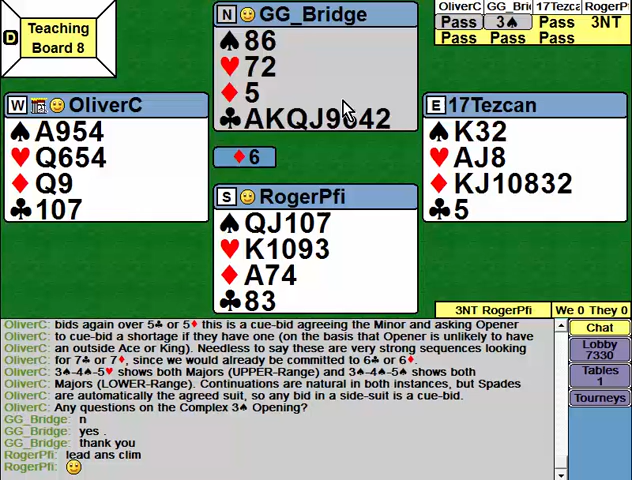 D
Teaching
Board 8
N GG_Bridge
♠86
♥72
♦5
♣AKQJ9642
OliverC GG_Bridg 17Tezca RogerPfi
Pass 3♠ Pass 3NT
Pass Pass Pass
W OliverC
♠A954
♥Q654
♦Q9
♣107
♦6
E 17Tezcan
♠K32
♥AJ8
♦KJ10832
♣5
S RogerPfi
♠QJ107
♥K1093
♦A74
♣83
3NT RogerPfi We 0 They 0
OliverC: bids again over 5♣ or 5♦ this is a cue-bid agreeing the Minor and asking Opener
OliverC: to cue-bid a shortage if they have one (on the basis that Opener is unlikely to have
OliverC: an outside Ace or King). Needless to say these are very strong sequences looking
OliverC: for 7♣ or 7♦, since we would already be committed to 6♣ or 6♦.
OliverC: 3♠-4♣-5♥ shows both Majors (UPPER-Range) and 3♠-4♣-5♠ shows both
OliverC: Majors (LOWER-Range). Continuations are natural in both instances, but Spades
OliverC: are automatically the agreed suit, so any bid in a side-suit is a cue-bid.
OliverC: Any questions on the Complex 3♠ Opening?
GG_Bridge: n
GG_Bridge: yes .
GG_Bridge: thank you
RogerPfi: lead ans clim
RogerPfi:
Chat
Lobby
7330
Tables
1
Tourneys